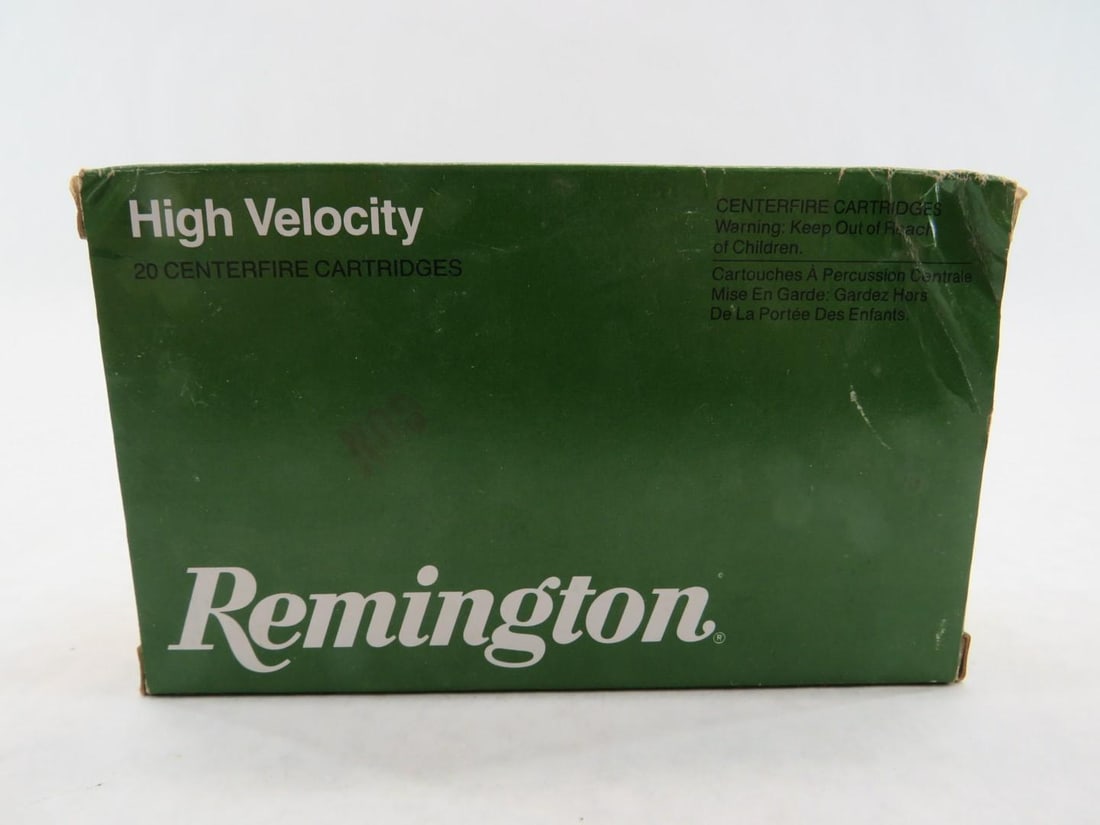 High Velocity
20 CENTERFIRE CARTRIDGES
CENTERFIRE CARTRIDGES
Warning: Keep Out of Reach
of Children.
Cartouches À Percussion Centrale
Mise En Garde: Gardez Hors
De La Portée Des Enfants.
Remington®